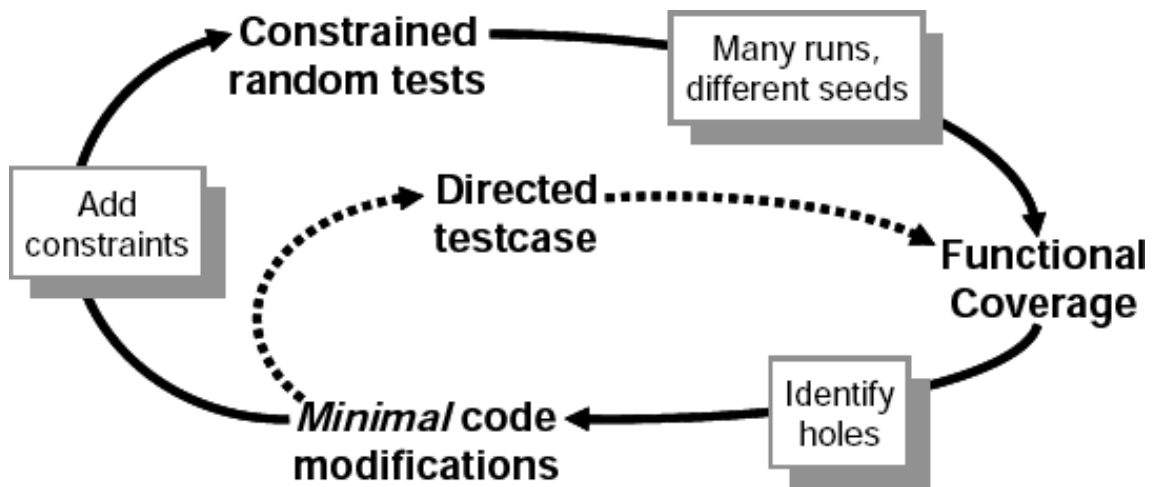 Constrained
random tests
Many runs,
different seeds
Add
constraints
Directed
testcase
Functional
Coverage
Identify
holes
Minimal code
modifications